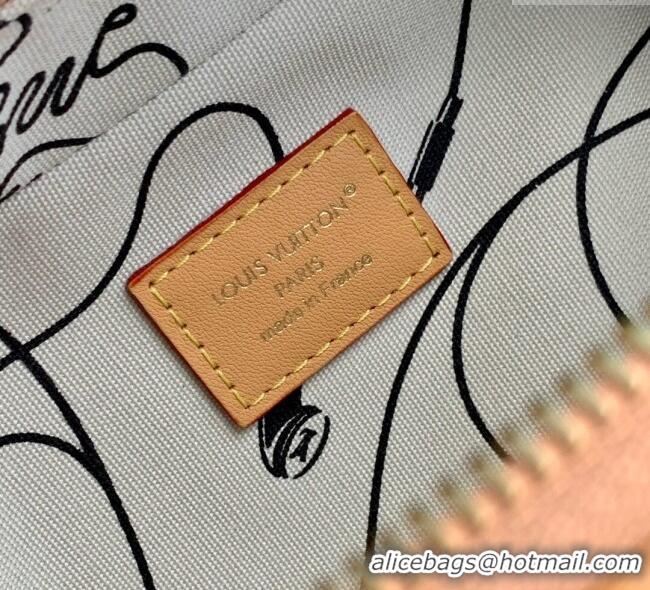 LOUIS VUITTON®
PARIS
made in France
alicebags@hotmail.com